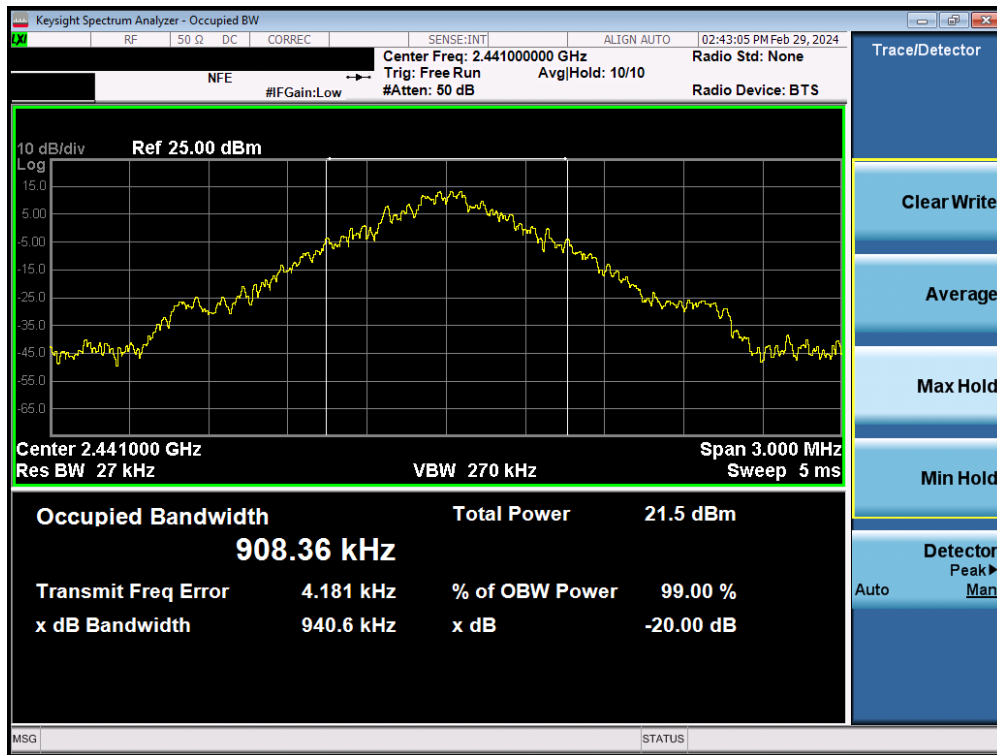 Keysight Spectrum Analyzer - Occupied BW
LXI RF 50 Ω DC CORREC SENSE:INT ALIGN AUTO 02:43:05 PM Feb 29, 2024
Center Freq: 2.441000000 GHz Radio Std: None
NFE Trig: Free Run Avg|Hold: 10/10
#IFGain:Low #Atten: 50 dB Radio Device: BTS
Trace/Detector
10 dB/div Ref 25.00 dBm
Log
15.0
5.00
-5.00
-15.0
-25.0
-35.0
-45.0
-55.0
-65.0
Center 2.441000 GHz Span 3.000 MHz
Res BW 27 kHz VBW 270 kHz Sweep 5 ms
Occupied Bandwidth Total Power 21.5 dBm
908.36 kHz
Transmit Freq Error 4.181 kHz % of OBW Power 99.00 %
x dB Bandwidth 940.6 kHz x dB -20.00 dB
Clear Write
Average
Max Hold
Min Hold
Detector
Peak▶
Auto Man
MSG STATUS